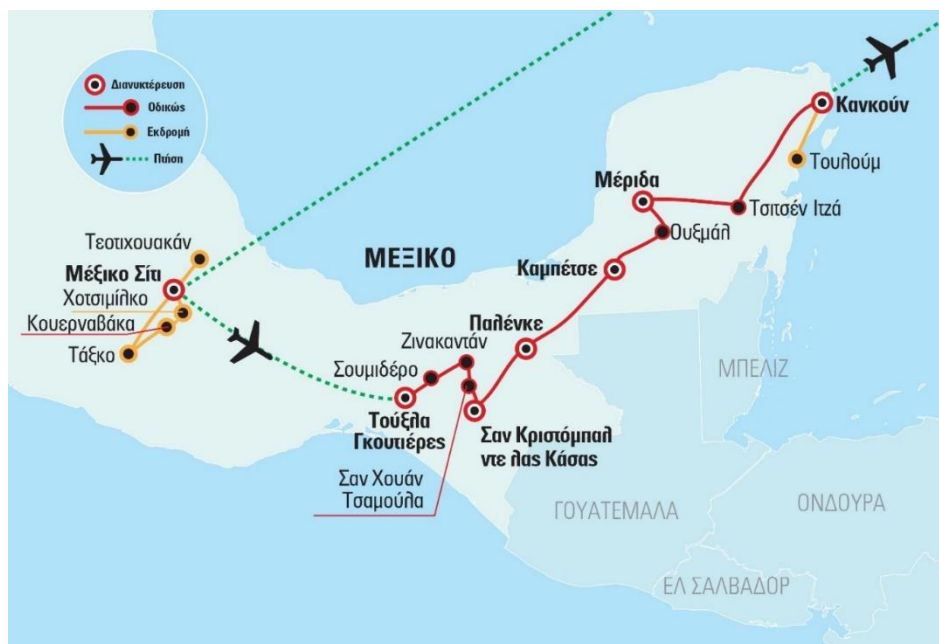 Διανυκτέρευση
Οδικώς
Εκδρομή
Πτήση
Κανκούν
Τουλούμ
Μέριδα
Τσιτσέν Ιτζά
Ουξμάλ
Τεοτιχουακάν
ΜΕΞΙΚΟ
Καμπέτσε
Μέξικο Σίτι
Χοτσιμίλκο
Κουερναβάκα
Παλένκε
Ζινακαντάν
Τάξκο
ΜΠΕΛΙΖ
Σουμιδέρο
Τούξλα
Γκουτιέρες
Σαν Κριστόμπαλ
ντε λας Κάσας
Σαν Χουάν
Τσαμούλα
ΓΟΥΑΤΕΜΑΛΑ
ΟΝΔΟΥΡΑ
ΕΛ ΣΑΛΒΑΔΟΡ